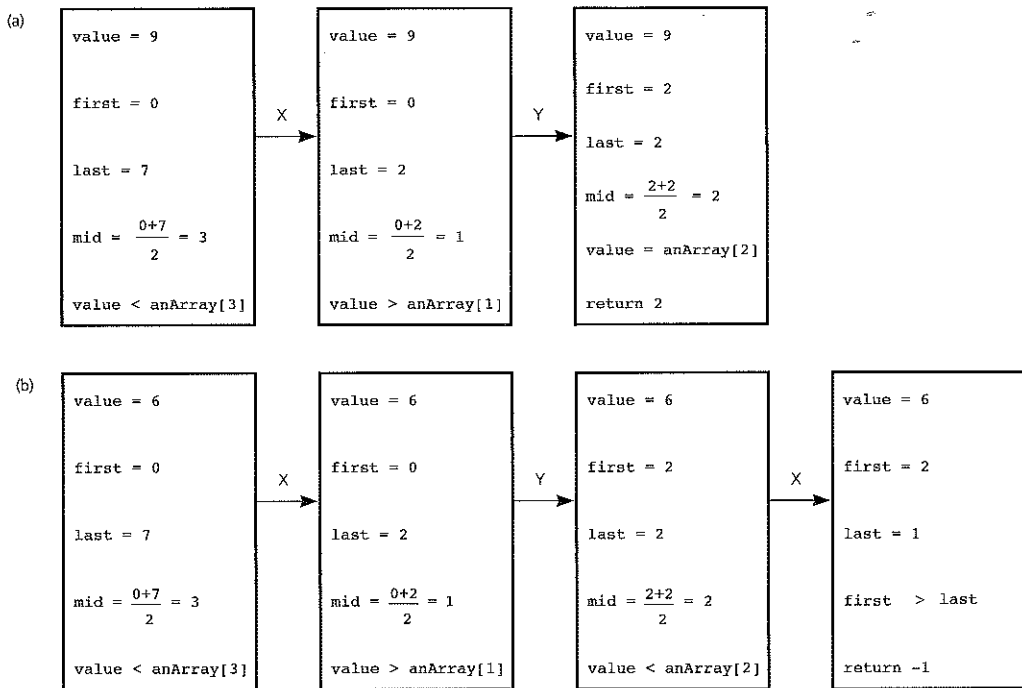 (a)
value = 9
first = 0
last = 7
mid = 0+7 / 2 = 3
value < anArray[3]
X
value = 9
first = 0
last = 2
mid = 0+2 / 2 = 1
value > anArray[1]
Y
value = 9
first = 2
last = 2
mid = 2+2 / 2 = 2
value = anArray[2]
return 2
(b)
value = 6
first = 0
last = 7
mid = 0+7 / 2 = 3
value < anArray[3]
X
value = 6
first = 0
last = 2
mid = 0+2 / 2 = 1
value > anArray[1]
Y
value = 6
first = 2
last = 2
mid = 2+2 / 2 = 2
value < anArray[2]
X
value = 6
first = 2
last = 1
first > last
return -1